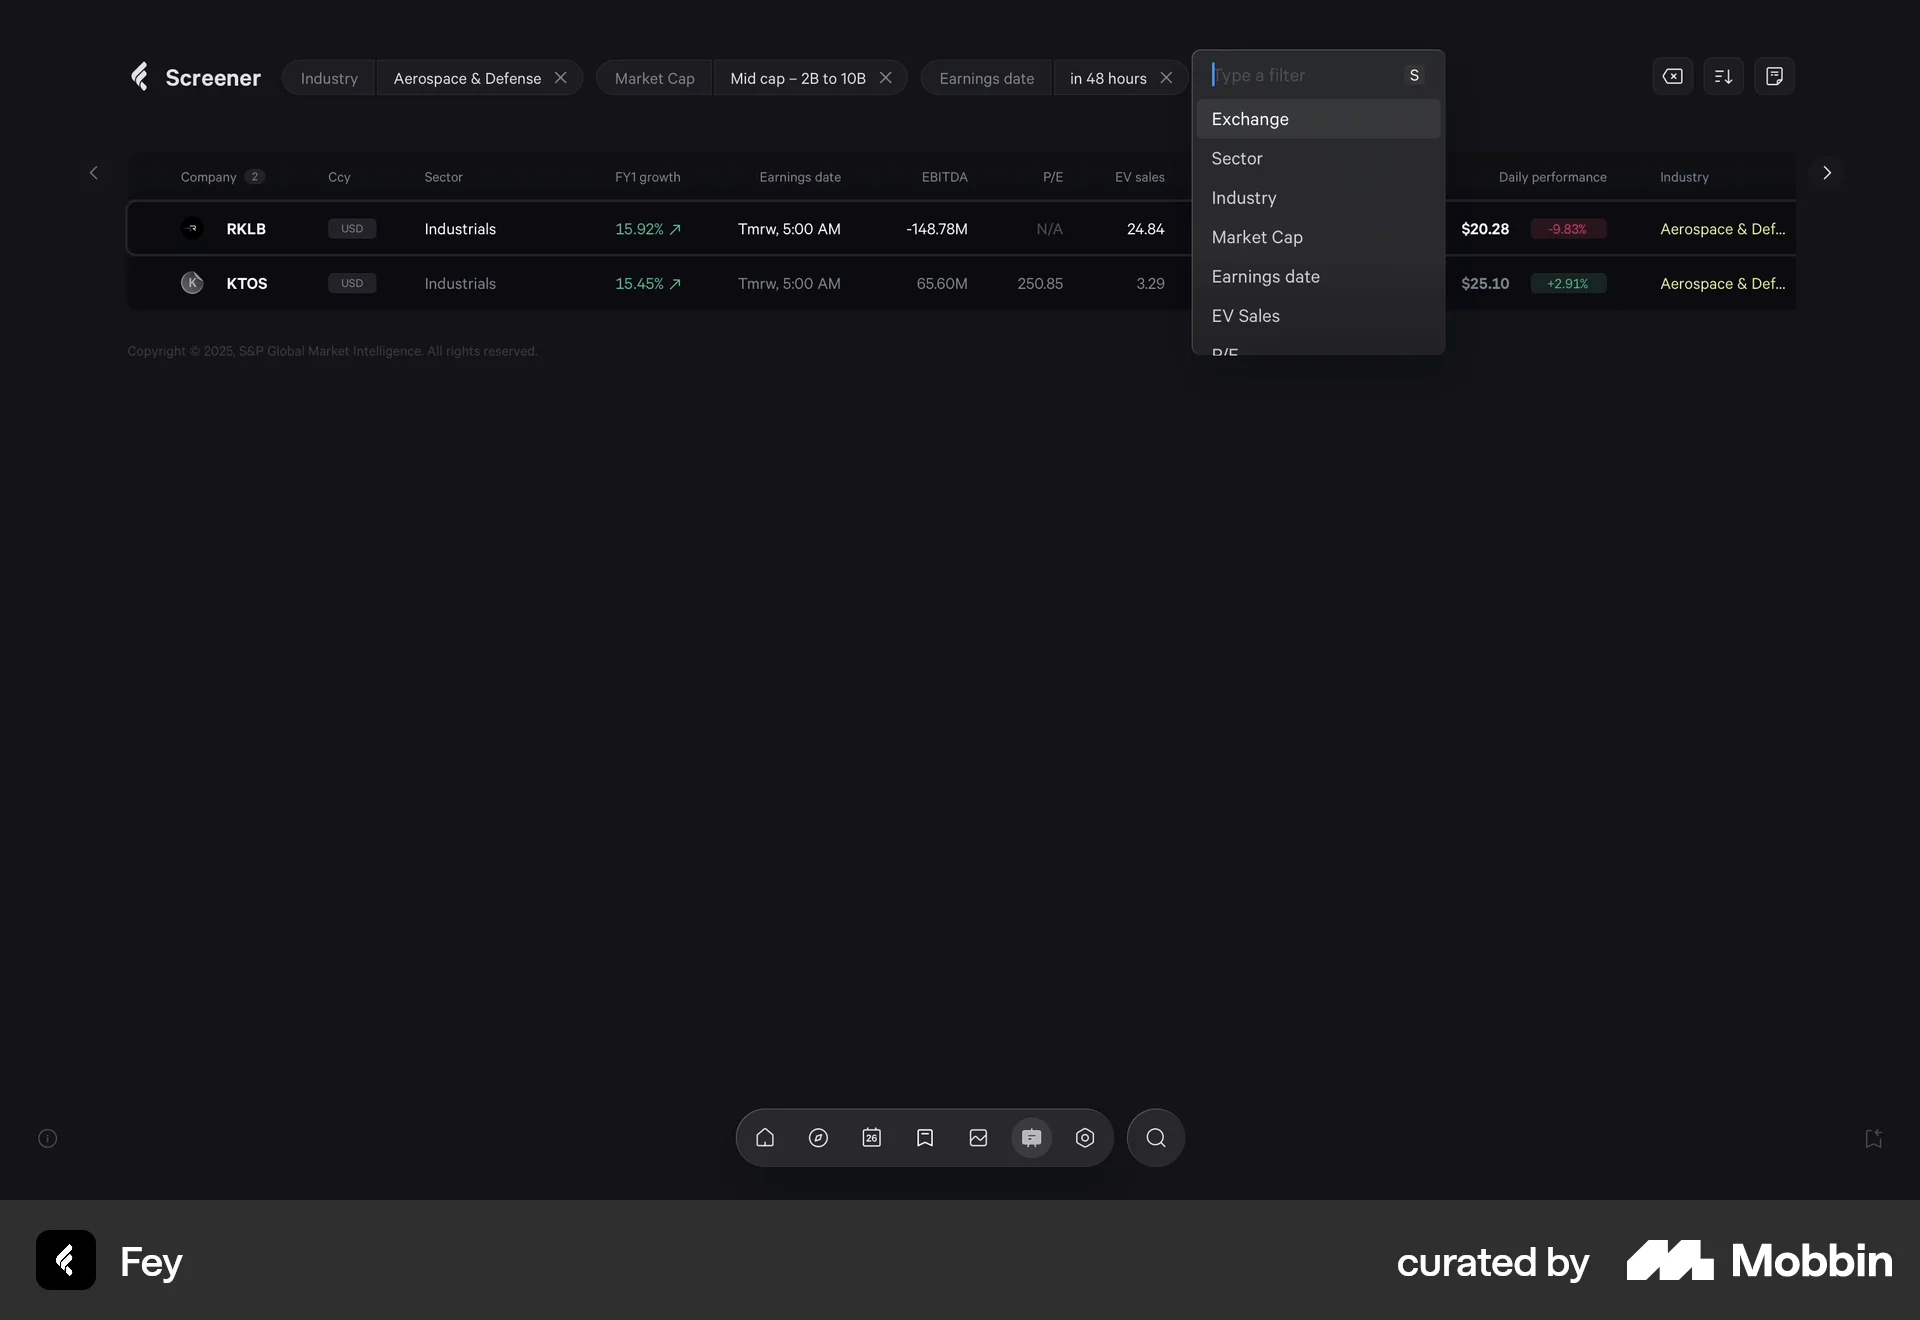 Screener
Industry Aerospace & Defense
Market Cap Mid cap – 2B to 10B
Earnings date in 48 hours
Type a filter S
Exchange
Sector
Industry
Market Cap
Earnings date
EV Sales
P/E
Company 2 Ccy Sector FY1 growth Earnings date EBITDA P/E EV sales Daily performance Industry
RKLB USD Industrials 15.92% Tmrw, 5:00 AM -148.78M N/A 24.84 $20.28 -9.83% Aerospace & Def...
K KTOS USD Industrials 15.45% Tmrw, 5:00 AM 65.60M 250.85 3.29 $25.10 +2.91% Aerospace & Def...
Copyright © 2025, S&P Global Market Intelligence. All rights reserved.
26
Fey
curated by Mobbin